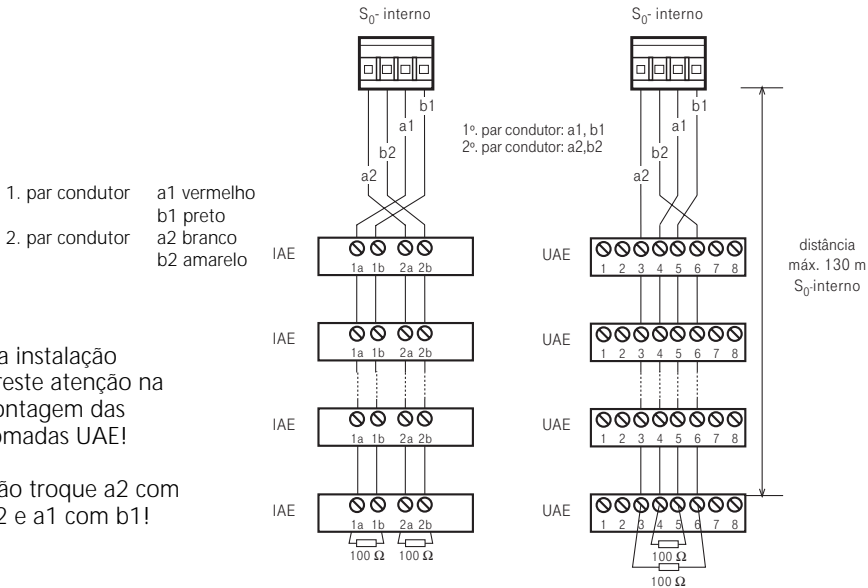 S₀- interno
S₀- interno
b1
a1
b2
a2
b1
a1
b2
a2
1º. par condutor: a1, b1
2º. par condutor: a2,b2
1. par condutor a1 vermelho
b1 preto
2. par condutor a2 branco
b2 amarelo
distância
máx. 130 m
S₀-interno
IAE
1a 1b 2a 2b
UAE
1 2 3 4 5 6 7 8
IAE
1a 1b 2a 2b
UAE
1 2 3 4 5 6 7 8
a instalação
reste atenção na
ontagem das
omadas UAE!
IAE
1a 1b 2a 2b
UAE
1 2 3 4 5 6 7 8
ão troque a2 com
2 e a1 com b1!
IAE
1a 1b 2a 2b
100 Ω 100 Ω
UAE
1 2 3 4 5 6 7 8
100 Ω
100 Ω